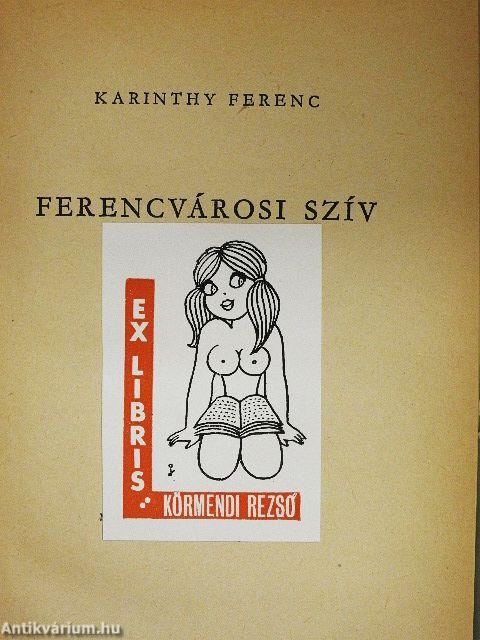 KARINTHY FERENC
FERENCVÁROSI SZÍV
EX LIBRIS:
KÖRMENDI REZSŐ
Antikvárium.hu